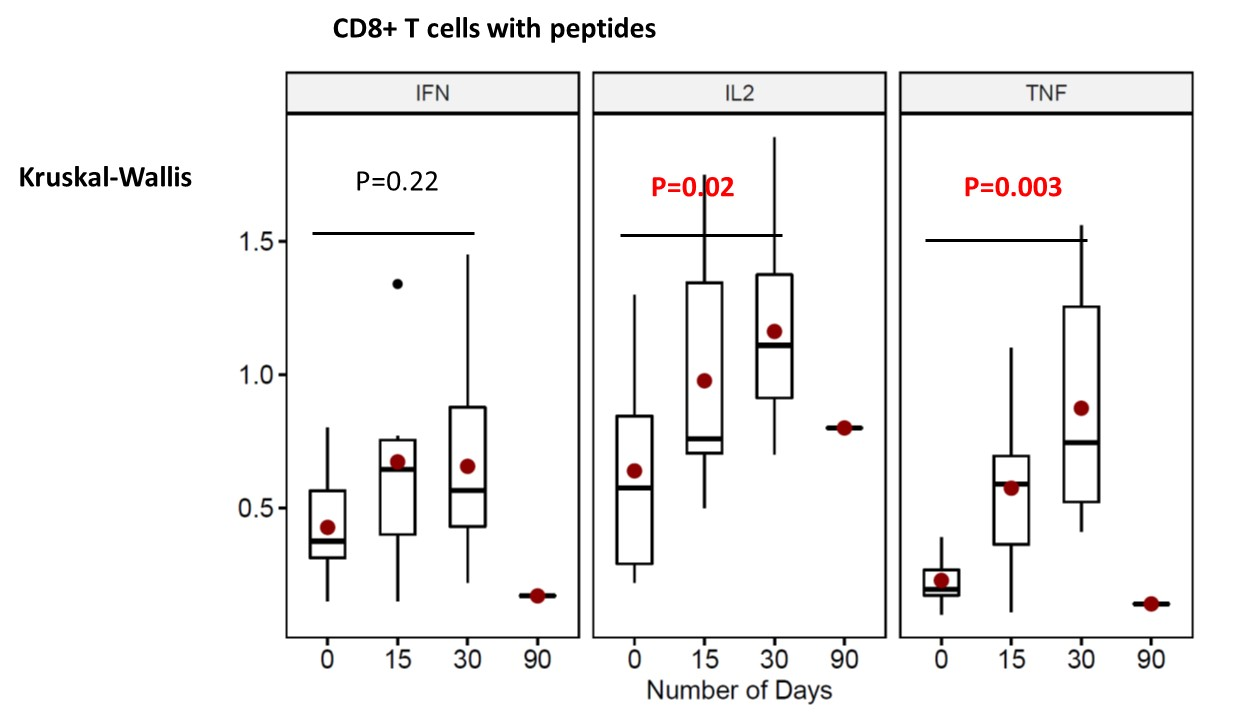 CD8+ T cells with peptides
IFN
IL2
TNF
Kruskal-Wallis
P=0.22
P=0.02
P=0.003
1.5
1.0
0.5
0 15 30 90
0 15 30 90
0 15 30 90
Number of Days